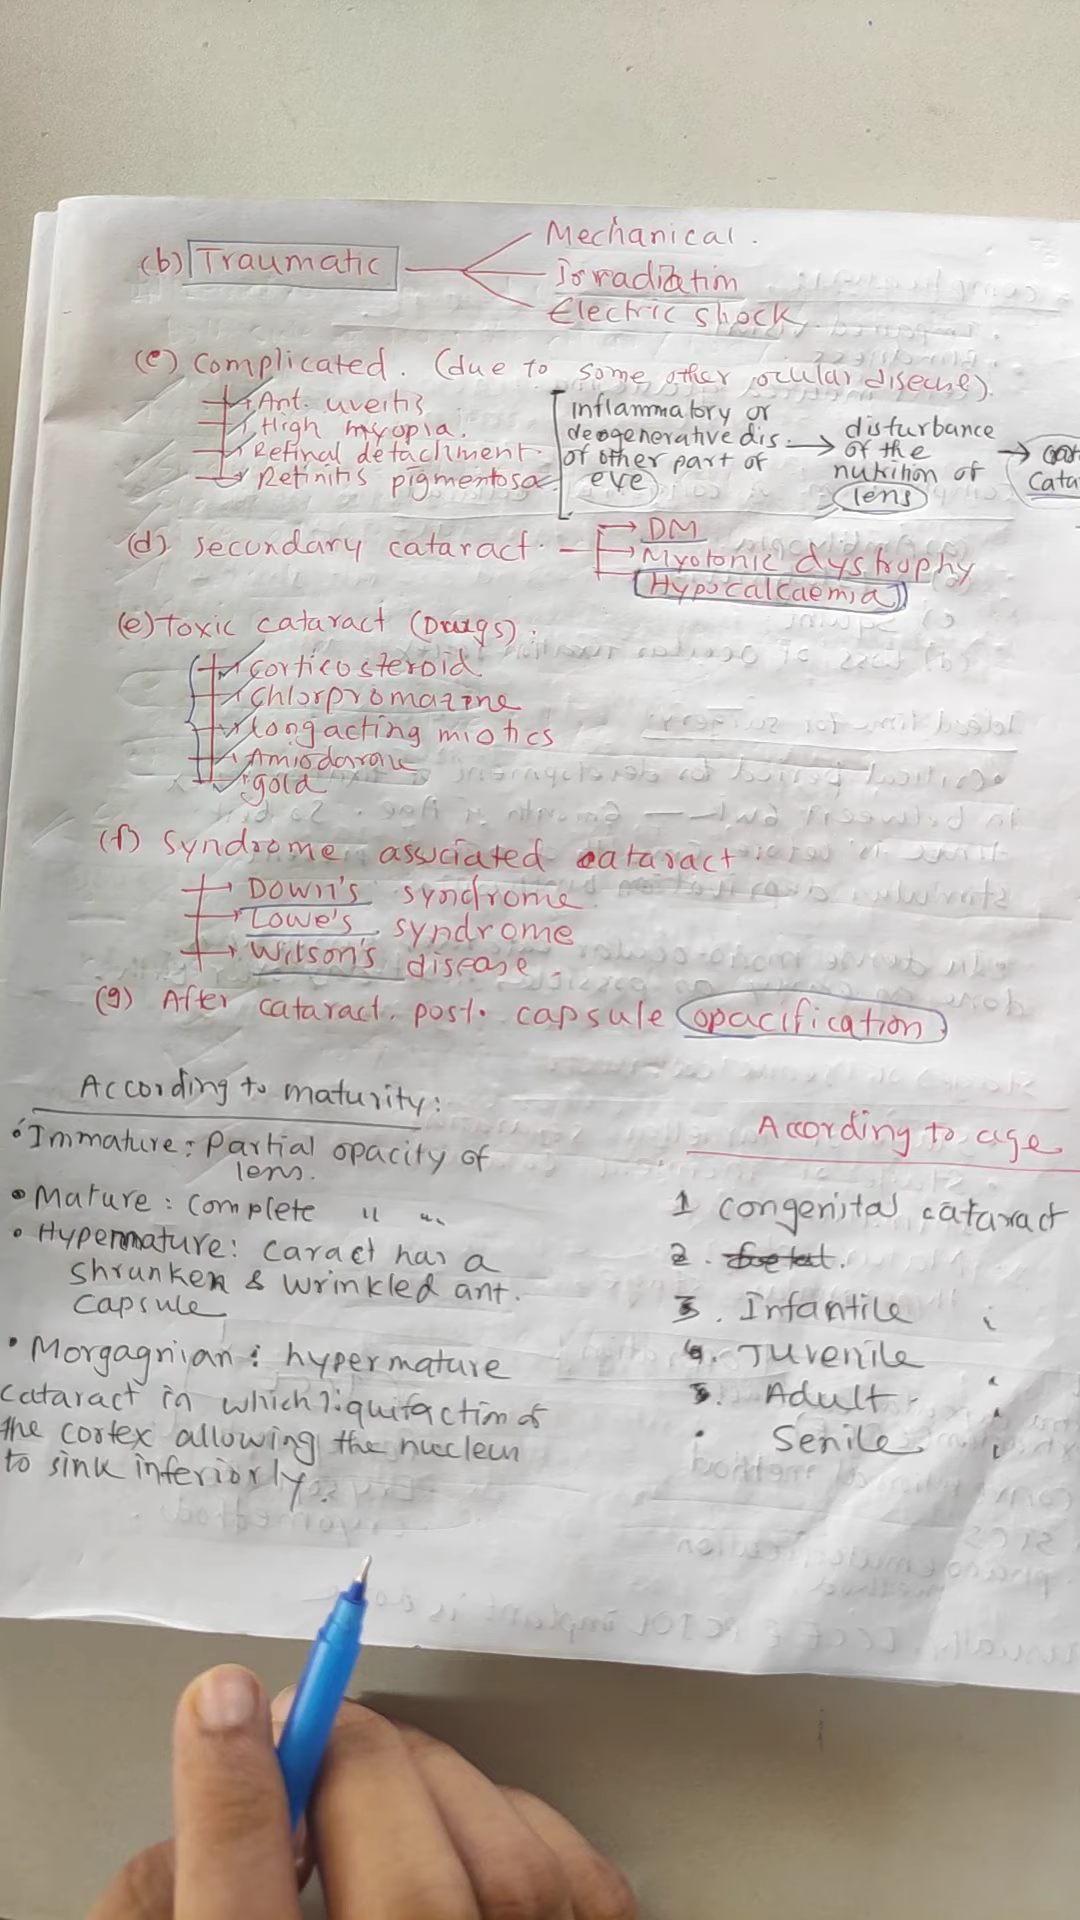 Mechanical.
(b) Traumatic
Irradiation
Electric shock.
(c) Complicated. (due to some other ocular disease).
Ant. uveitis
High myopia.
Retinal detachment.
Retinitis pigmentosa
inflammatory or
deogenerative dis.
of other part of
eye
→ disturbance
of the
nutrition of
lens
→
Cata
(d) secondary cataract. → DM
→ Myotonic dystrophy
Hypocalcaemia
(e) Toxic cataract (Drugs).
corticosteroid
chlorpromazine
Longacting miotics
Amiodarone
gold
(f) Syndrome associated cataract
→ Down's syndrome
→ Lowe's syndrome
→ Wilson's disease.
(g) After cataract. post. capsule opacification
According to maturity:
• Immature: Partial opacity of
lens.
• Mature: complete " "
• Hypermature: caract has a
shrunken & wrinkled ant.
capsule
• Morgagnian: hypermature
cataract in which liquifaction of
the cortex allowing the nucleus
to sink inferiorly.
According to age
1 congenital cataract
2.
3. Infantile
4. Juvenile
5. Adult
• Senile